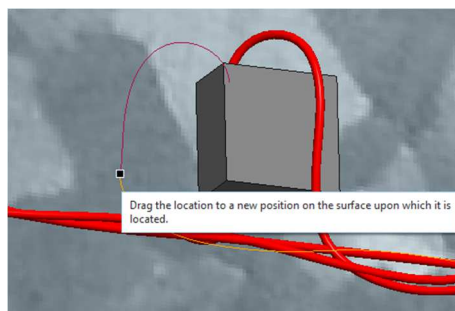 Drag the location to a new position on the surface upon which it is
located.